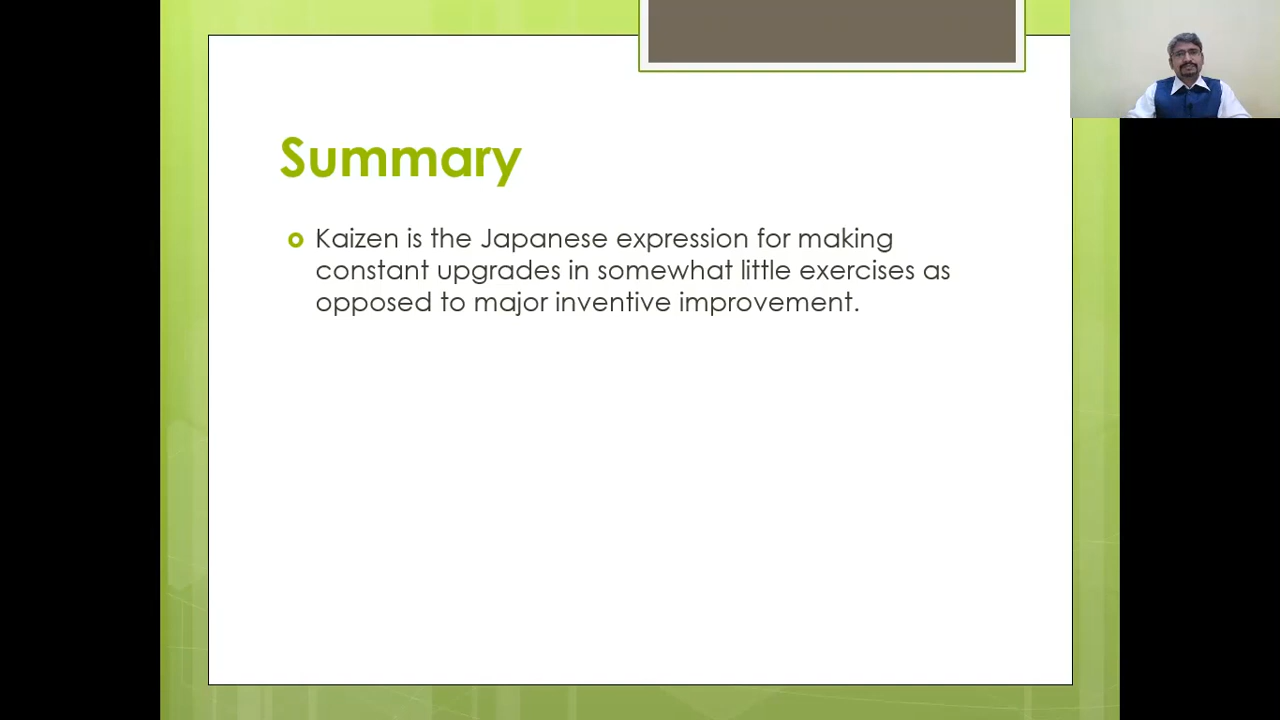 Summary
Kaizen is the Japanese expression for making
constant upgrades in somewhat little exercises as
opposed to major inventive improvement.